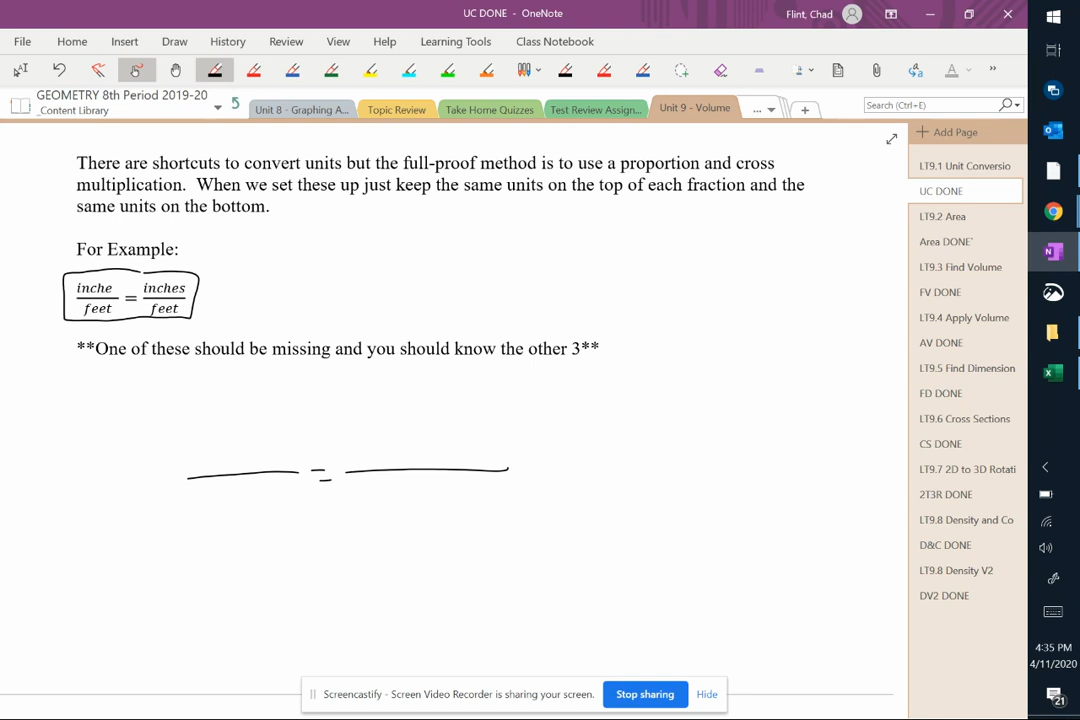 UC DONE - OneNote
Flint, Chad
File Home Insert Draw History Review View Help Learning Tools Class Notebook
GEOMETRY 8th Period 2019-20
_Content Library
Unit 8 - Graphing A...
Topic Review
Take Home Quizzes
Test Review Assign...
Unit 9 - Volume
...
Search (Ctrl+E)
Add Page
There are shortcuts to convert units but the full-proof method is to use a proportion and cross
multiplication. When we set these up just keep the same units on the top of each fraction and the
same units on the bottom.
For Example:
inche = inches
feet feet
**One of these should be missing and you should know the other 3**
=
LT9.1 Unit Conversio
UC DONE
LT9.2 Area
Area DONE'
LT9.3 Find Volume
FV DONE
LT9.4 Apply Volume
AV DONE
LT9.5 Find Dimension
FD DONE
LT9.6 Cross Sections
CS DONE
LT9.7 2D to 3D Rotati
2T3R DONE
LT9.8 Density and Co
D&C DONE
LT9.8 Density V2
DV2 DONE
Screencastify - Screen Video Recorder is sharing your screen.
Stop sharing
Hide
4:35 PM
4/11/2020
21